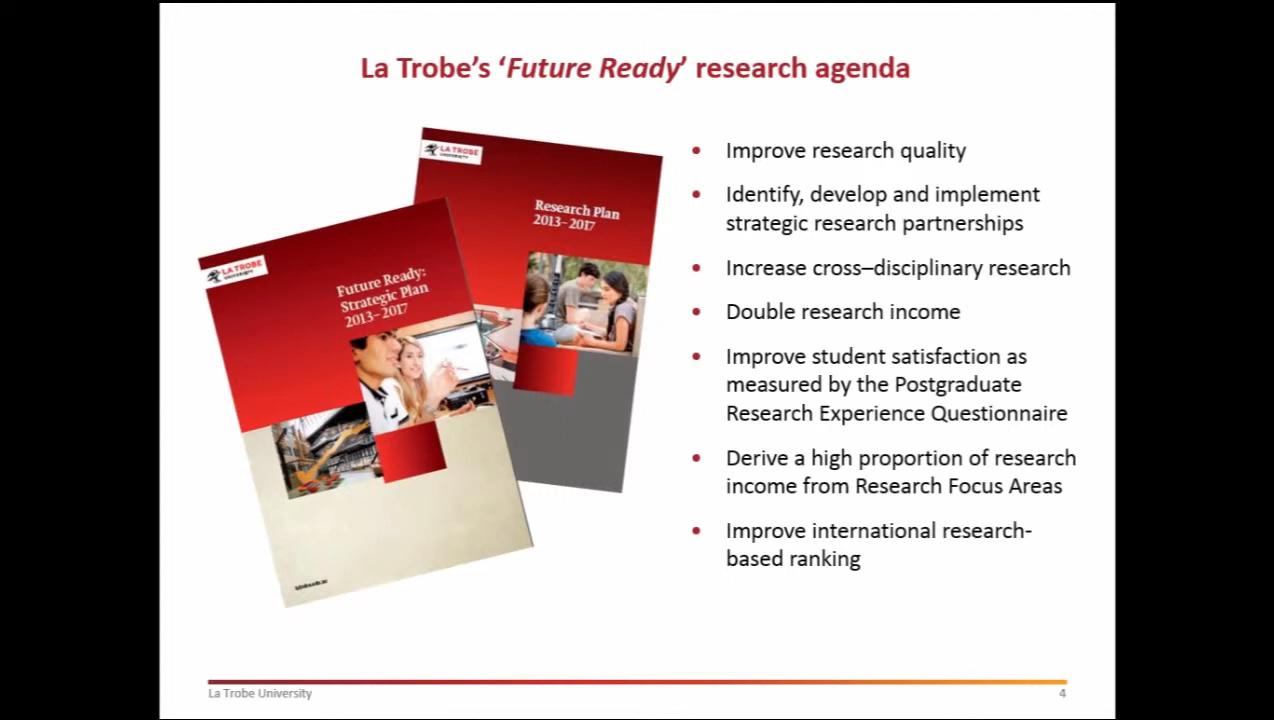 La Trobe's 'Future Ready' research agenda
LA TROBE
UNIVERSITY
Research Plan
2013–2017
LA TROBE
UNIVERSITY
Future Ready:
Strategic Plan
2013–2017
• Improve research quality
• Identify, develop and implement
strategic research partnerships
• Increase cross–disciplinary research
• Double research income
• Improve student satisfaction as
measured by the Postgraduate
Research Experience Questionnaire
• Derive a high proportion of research
income from Research Focus Areas
• Improve international research-
based ranking
La Trobe University
4